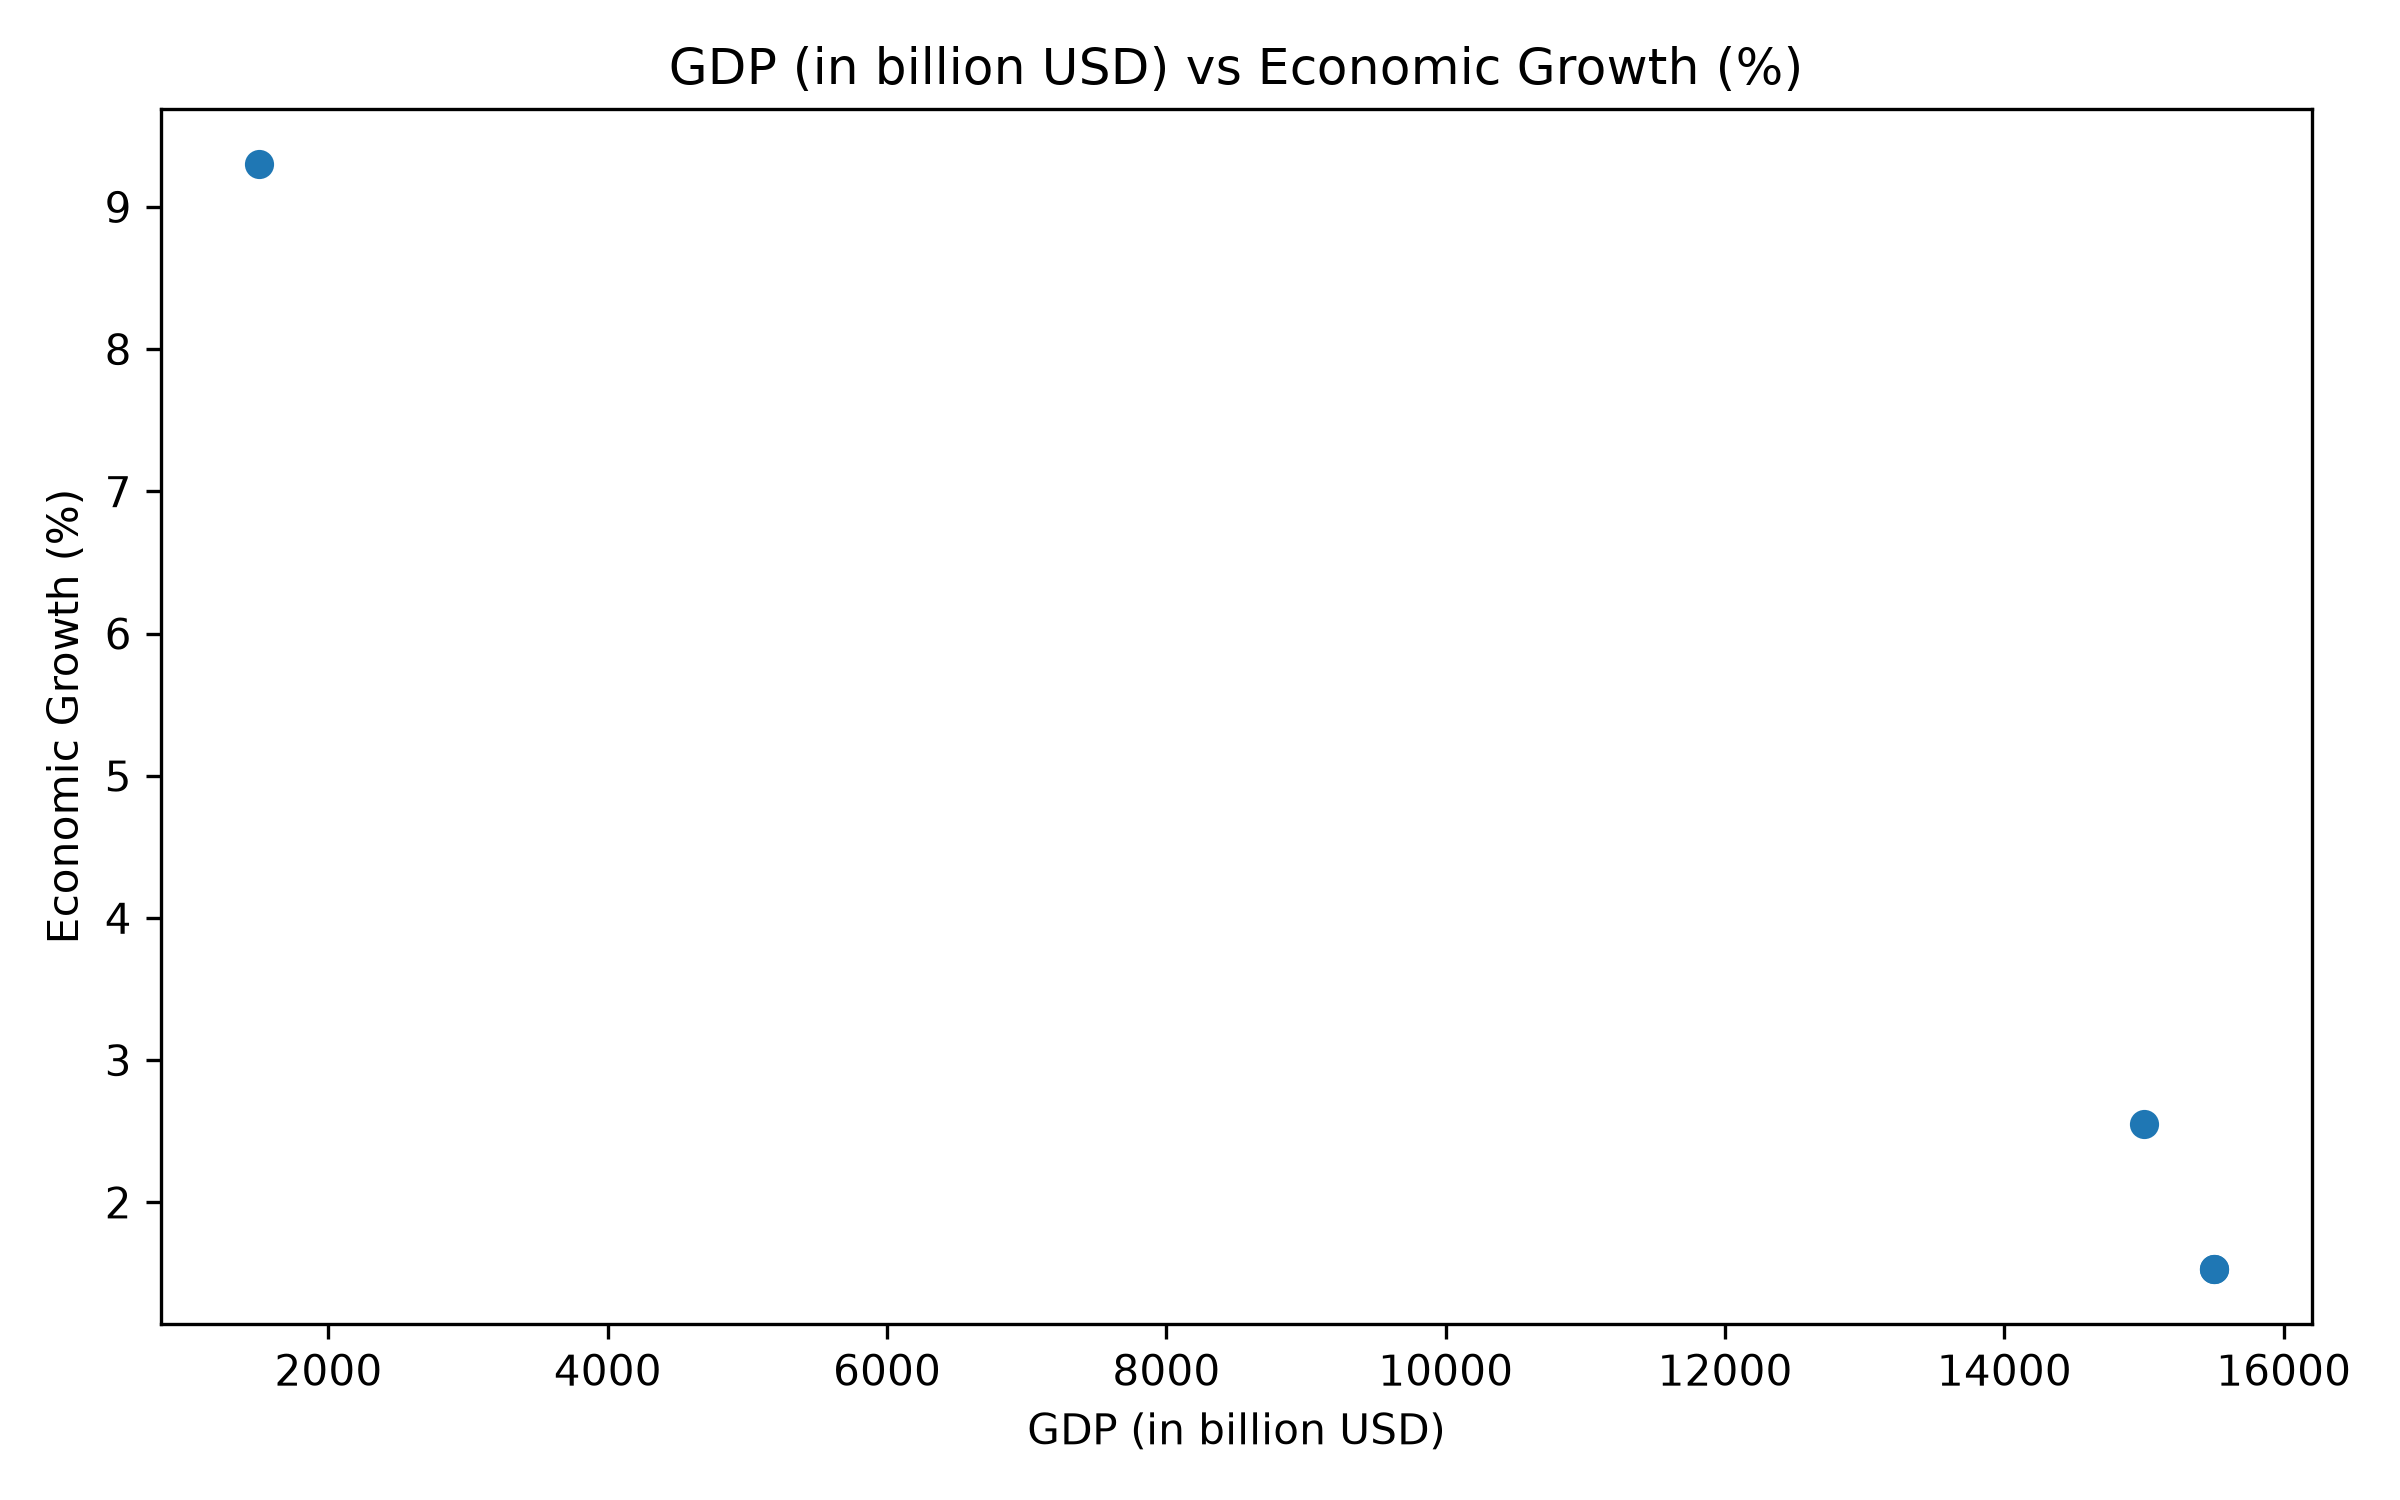 GDP (in billion USD) vs Economic Growth (%)
Economic Growth (%)
9
8
7
6
5
4
3
2
2000 4000 6000 8000 10000 12000 14000 16000
GDP (in billion USD)